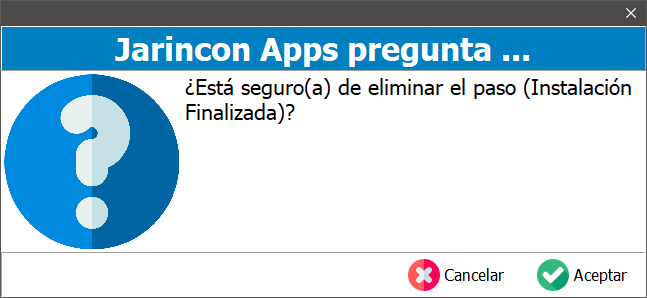 Jarincon Apps pregunta ...
¿Está seguro(a) de eliminar el paso (Instalación
Finalizada)?
Cancelar
Aceptar